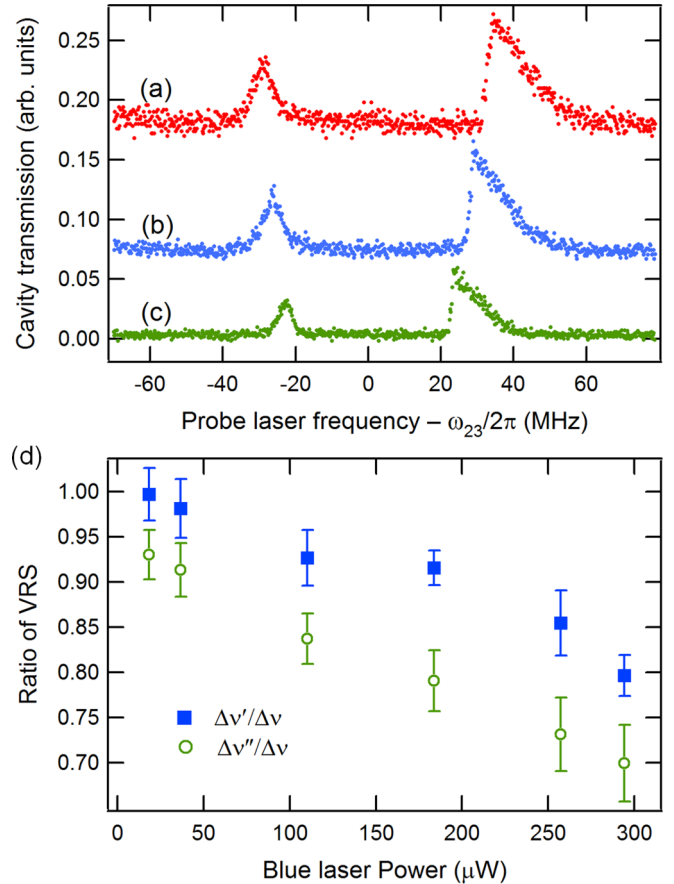 Cavity transmission (arb. units)
0.25
0.20
0.15
0.10
0.05
0.00
(a)
(b)
(c)
-60 -40 -20 0 20 40 60
Probe laser frequency – ω23/2π (MHz)
(d)
Ratio of VRS
1.00
0.95
0.90
0.85
0.80
0.75
0.70
Δν′/Δν
Δν″/Δν
0 50 100 150 200 250 300
Blue laser Power (μW)